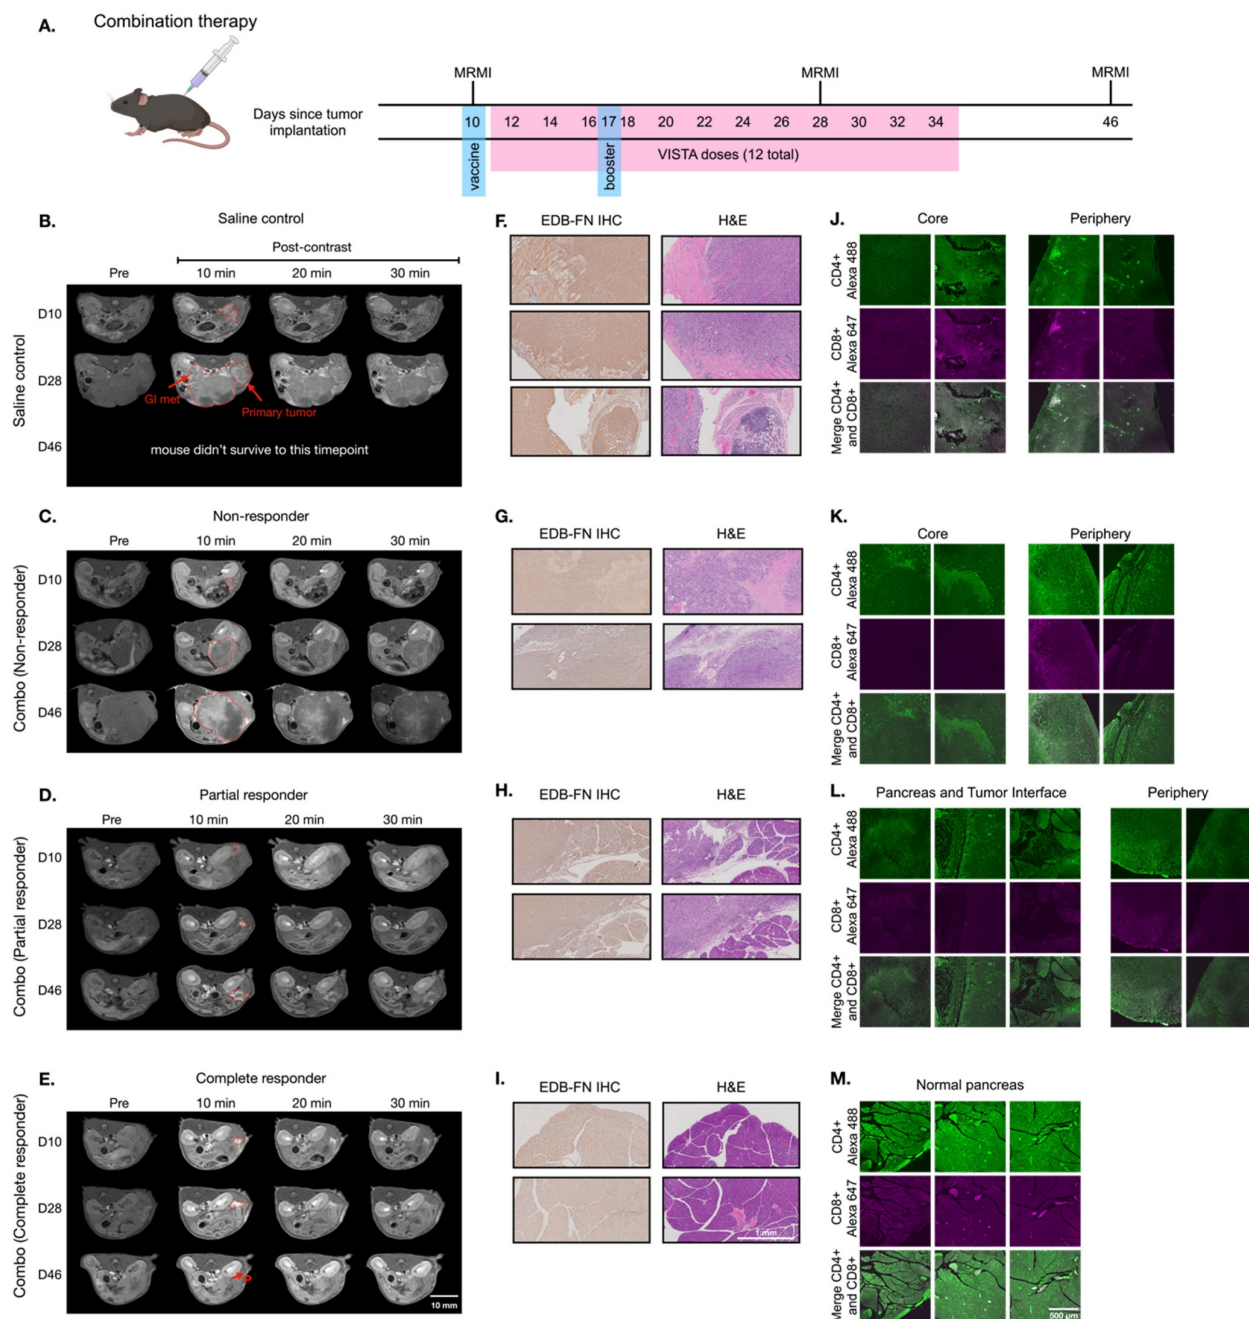 A.
Combination therapy
MRMI MRMI MRMI
Days since tumor
implantation
10 12 14 16 17 18 20 22 24 26 28 30 32 34 46
vaccine
booster
VISTA doses (12 total)
B.
Saline control
Post-contrast
Pre 10 min 20 min 30 min
Saline control
D10
D28
GI met
Primary tumor
D46
mouse didn't survive to this timepoint
F.
EDB-FN IHC H&E
J.
Core Periphery
CD4+
Alexa 488
CD8+
Alexa 647
Merge CD4+
and CD8+
C.
Non-responder
Pre 10 min 20 min 30 min
Combo (Non-responder)
D10
D28
D46
G.
EDB-FN IHC H&E
K.
Core Periphery
CD4+
Alexa 488
CD8+
Alexa 647
Merge CD4+
and CD8+
D.
Partial responder
Pre 10 min 20 min 30 min
Combo (Partial responder)
D10
D28
D46
H.
EDB-FN IHC H&E
L.
Pancreas and Tumor Interface Periphery
CD4+
Alexa 488
CD8+
Alexa 647
Merge CD4+
and CD8+
E.
Complete responder
Pre 10 min 20 min 30 min
Combo (Complete responder)
D10
D28
D46
10 mm
I.
EDB-FN IHC H&E
1 mm
M.
Normal pancreas
CD4+
Alexa 488
CD8+
Alexa 647
Merge CD4+
and CD8+
500 µm